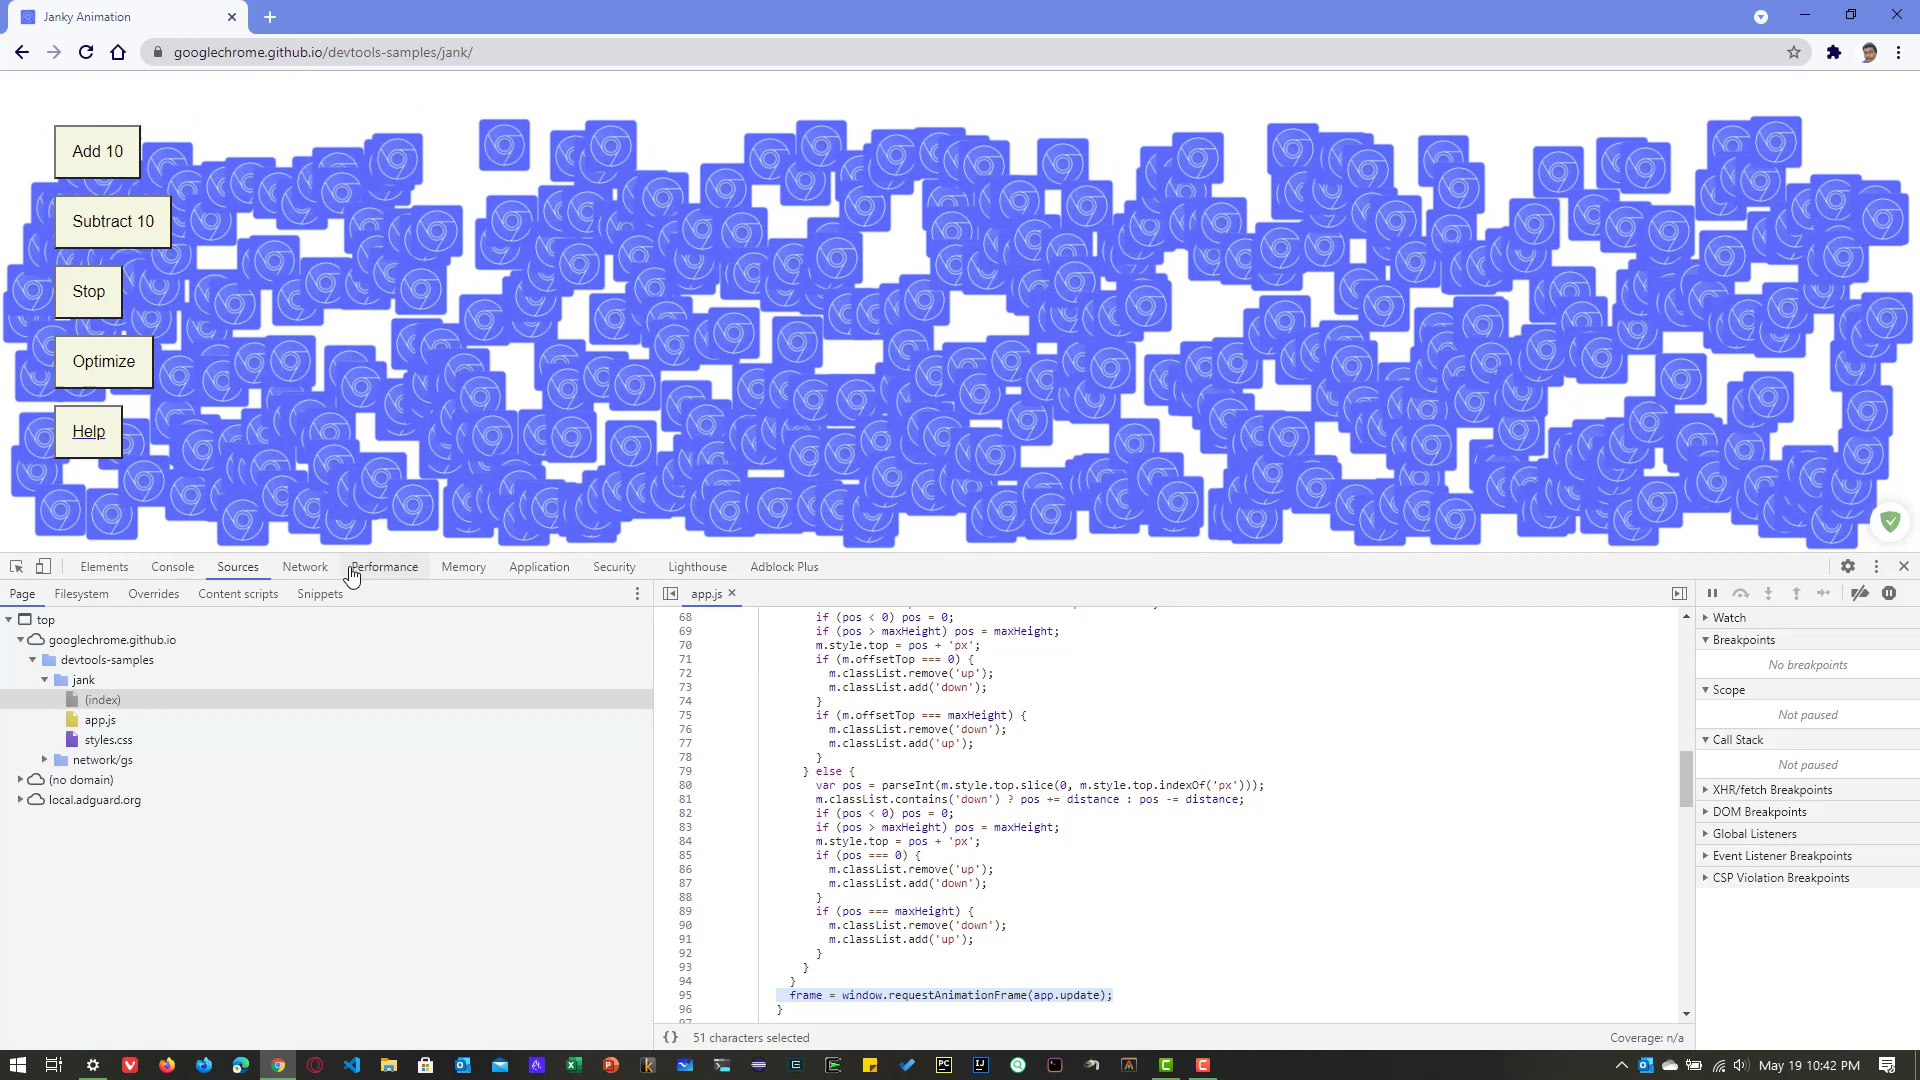 Janky Animation
googlechrome.github.io/devtools-samples/jank/
Add 10
Subtract 10
Stop
Optimize
Help
Elements Console Sources Network Performance Memory Application Security Lighthouse Adblock Plus
Page Filesystem Overrides Content scripts Snippets
app.js
top
googlechrome.github.io
devtools-samples
jank
(index)
app.js
styles.css
network/gs
(no domain)
local.adguard.org
68 if (pos < 0) pos = 0;
69 if (pos > maxHeight) pos = maxHeight;
70 m.style.top = pos + 'px';
71 if (m.offsetTop === 0) {
72 m.classList.remove('up');
73 m.classList.add('down');
74 }
75 if (m.offsetTop === maxHeight) {
76 m.classList.remove('down');
77 m.classList.add('up');
78 }
79 } else {
80 var pos = parseInt(m.style.top.slice(0, m.style.top.indexOf('px')));
81 m.classList.contains('down') ? pos += distance : pos -= distance;
82 if (pos < 0) pos = 0;
83 if (pos > maxHeight) pos = maxHeight;
84 m.style.top = pos + 'px';
85 if (pos === 0) {
86 m.classList.remove('up');
87 m.classList.add('down');
88 }
89 if (pos === maxHeight) {
90 m.classList.remove('down');
91 m.classList.add('up');
92 }
93 }
94 }
95 frame = window.requestAnimationFrame(app.update);
96 }
{} 51 characters selected
Coverage: n/a
Watch
Breakpoints
No breakpoints
Scope
Not paused
Call Stack
Not paused
XHR/fetch Breakpoints
DOM Breakpoints
Global Listeners
Event Listener Breakpoints
CSP Violation Breakpoints
May 19 10:42 PM